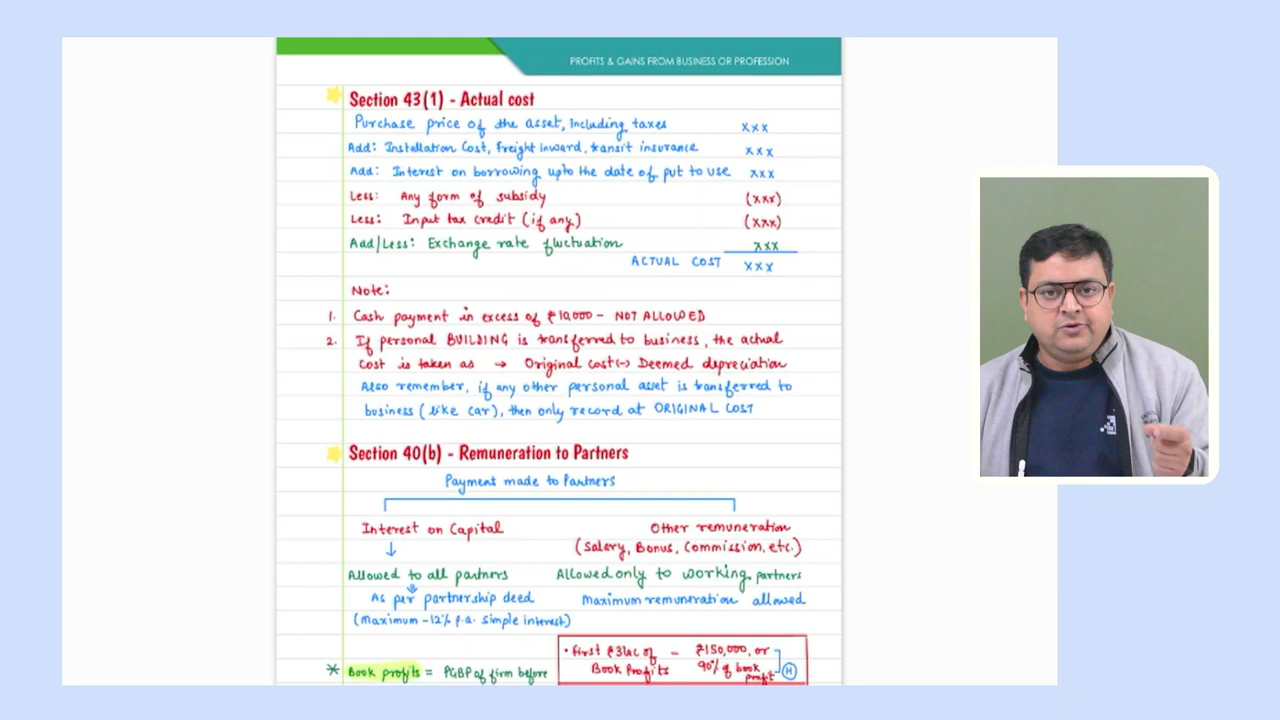 PROFITS & GAINS FROM BUSINESS OR PROFESSION
Section 43(1) - Actual cost
Purchase price of the asset, including taxes xxx
Add: Installation Cost, Freight Inward, transit insurance xxx
Add: Interest on borrowing upto the date of put to use xxx
Less: Any form of subsidy (xxx)
Less: Input tax credit (if any) (xxx)
Add/Less: Exchange rate fluctuation xxx
ACTUAL COST xxx
Note:
1. Cash payment in excess of ₹10,000 - NOT ALLOWED
2. If personal BUILDING is transferred to business, the actual
cost is taken as → Original cost (-) Deemed depreciation
Also remember, if any other personal asset is transferred to
business (like car), then only record at ORIGINAL COST
Section 40(b) - Remuneration to Partners
Payment made to Partners
Interest on Capital Other remuneration
↓ (Salary, Bonus, Commission, etc.)
Allowed to all partners Allowed only to working partners
As per partnership deed Maximum remuneration allowed
(Maximum - 12% p.a. simple interest)
• First ₹3lac of = ₹150,000, or
* Book profits = PGBP of firm before Book Profits 90% of book profit (H)